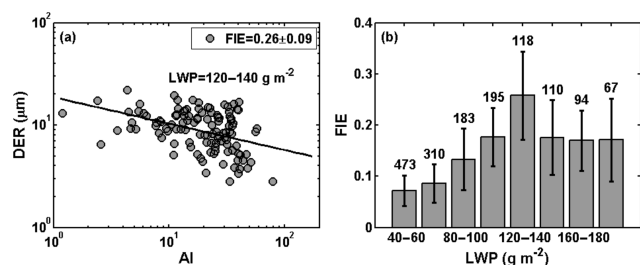 (a)
FIE=0.26±0.09
LWP=120–140 g m-2
DER (μm)
10²
10¹
10⁰
10⁰
10¹
10²
AI
(b)
FIE
0.4
0.3
0.2
0.1
0
473
310
183
195
118
110
94
67
40–60
80–100
120–140
160–180
LWP (g m-2)